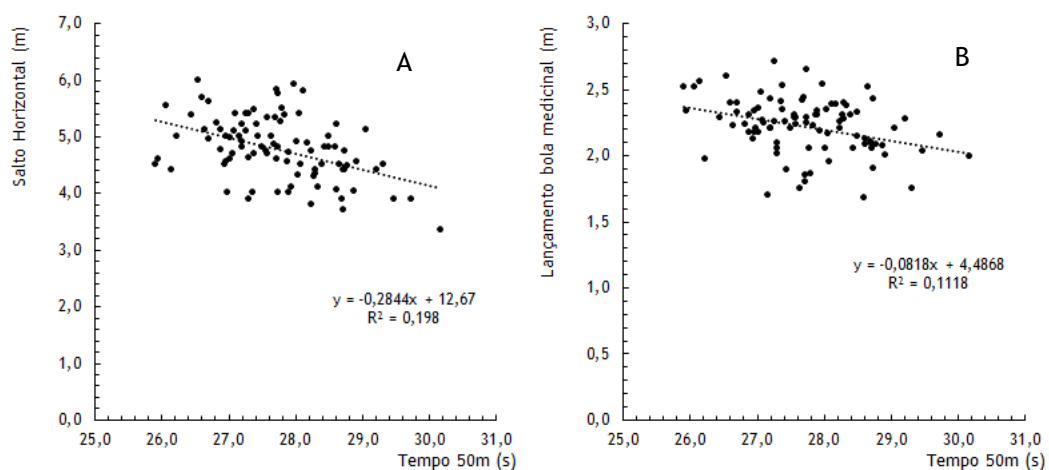 Salto Horizontal (m)
7,0
6,0
5,0
4,0
3,0
2,0
1,0
0,0
A
y = -0,2844x + 12,67
R² = 0,198
25,0 26,0 27,0 28,0 29,0 30,0 31,0
Tempo 50m (s)
Lançamento bola medicinal (m)
3,0
2,5
2,0
1,5
1,0
0,5
0,0
B
y = -0,0818x + 4,4868
R² = 0,1118
25,0 26,0 27,0 28,0 29,0 30,0 31,0
Tempo 50m (s)